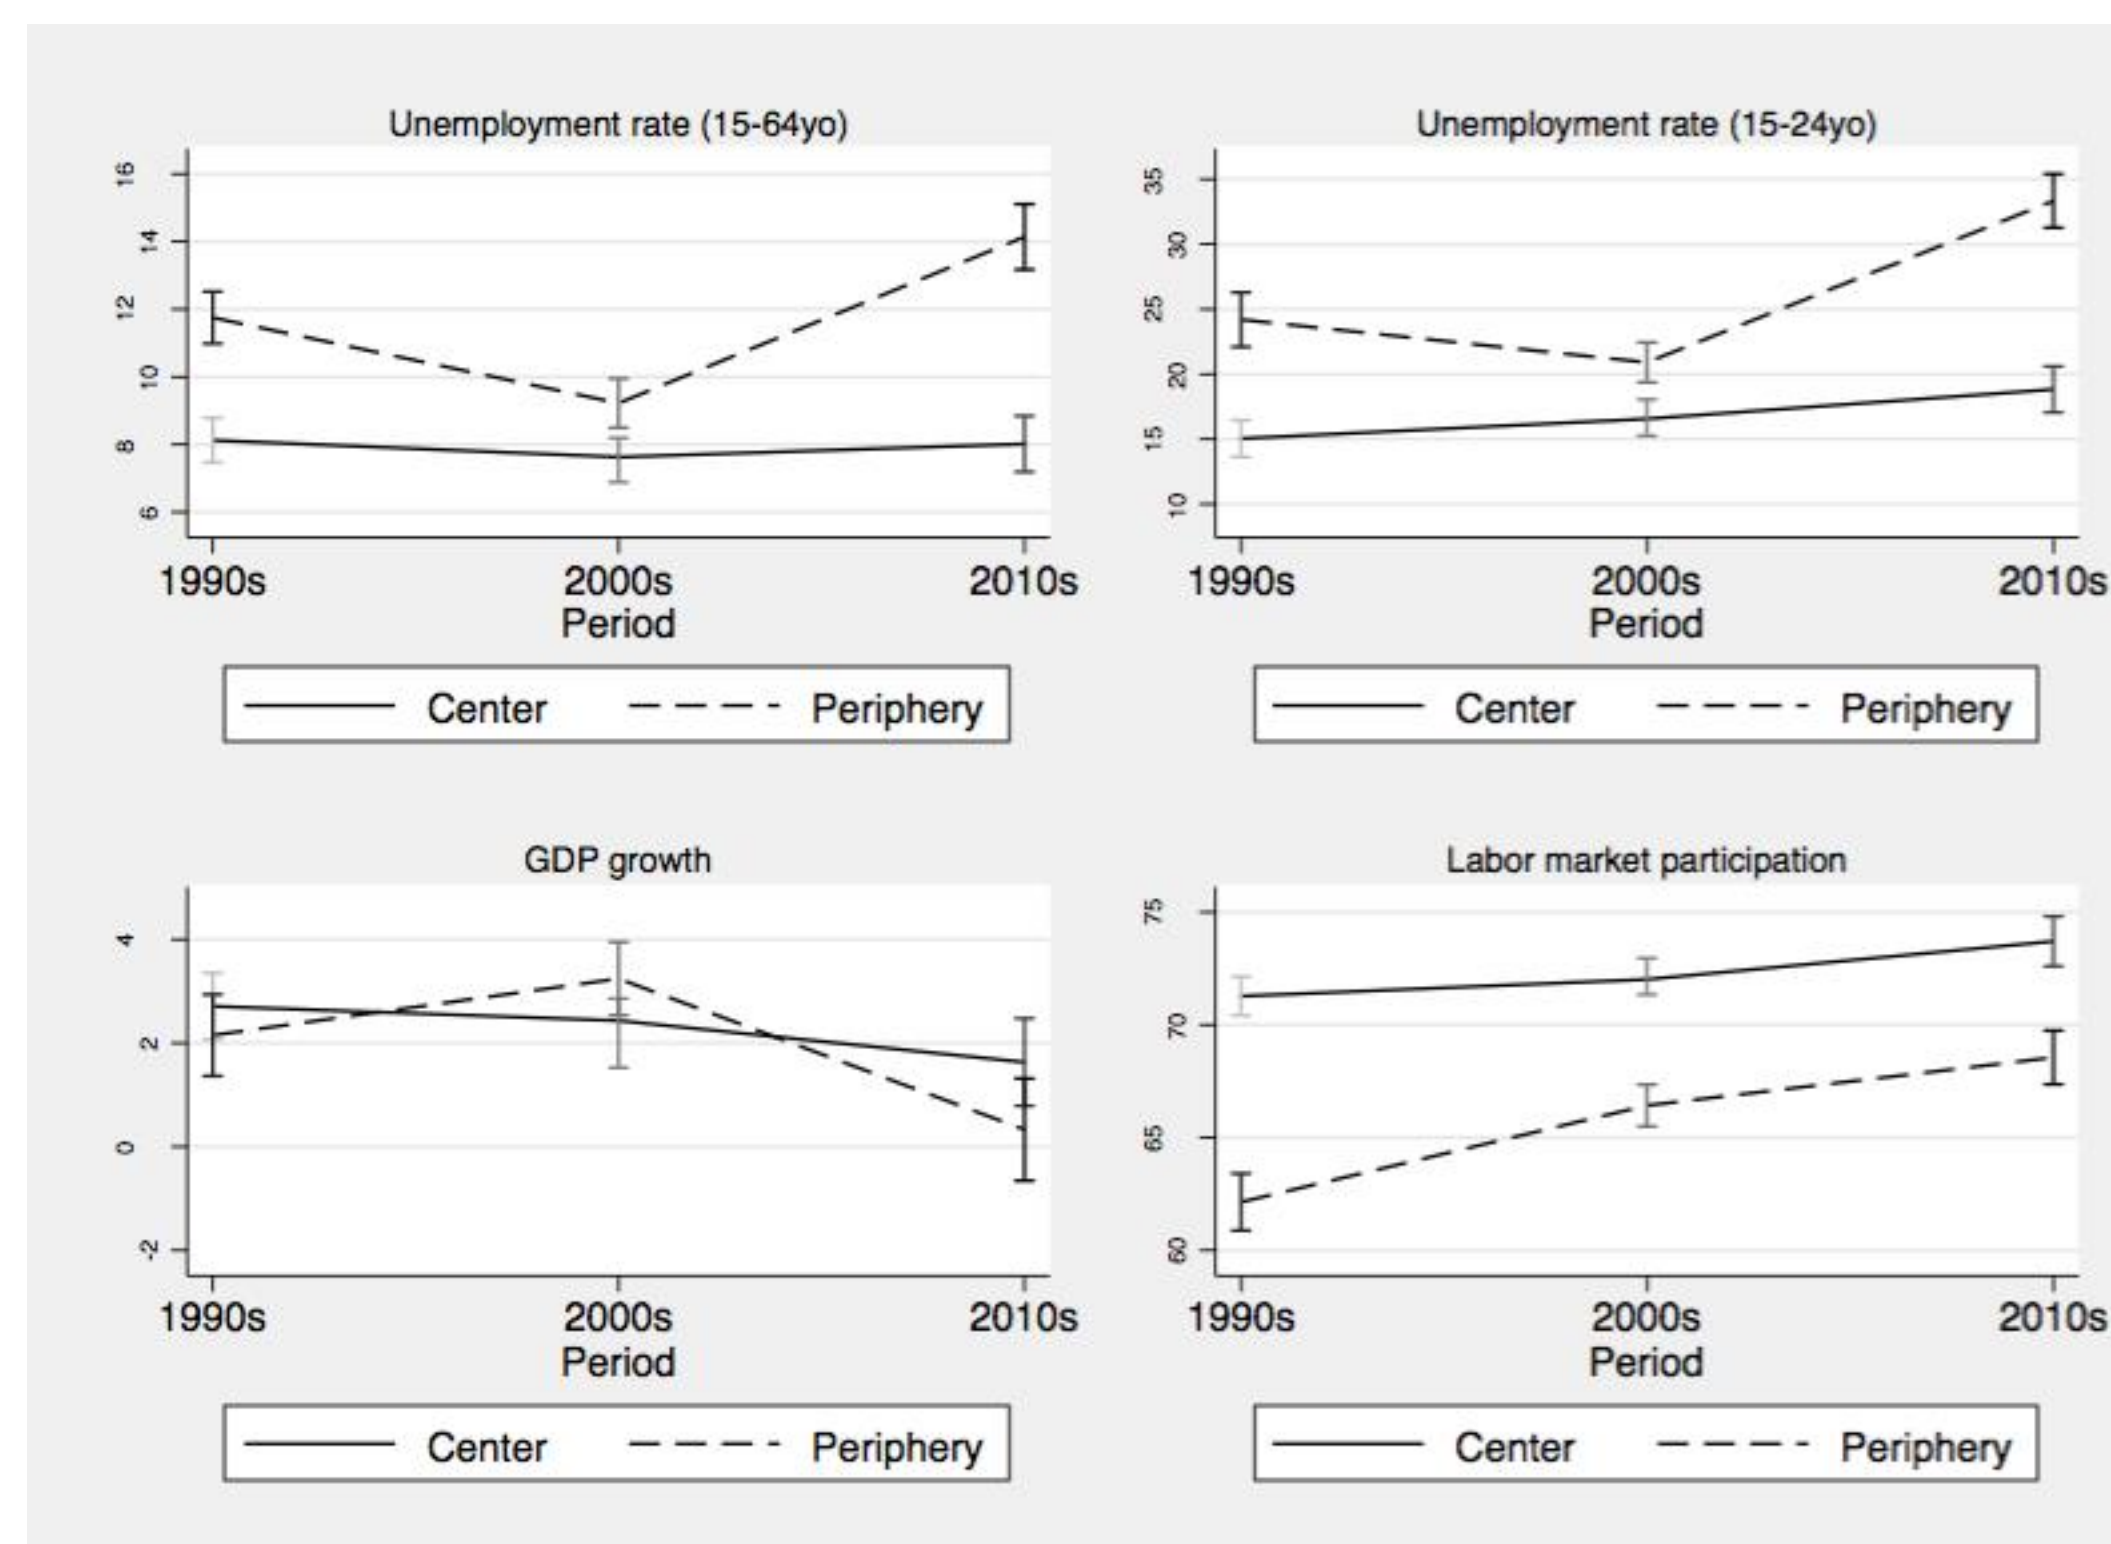 Unemployment rate (15-64yo)
16
14
12
10
8
6
1990s 2000s 2010s
Period
Center Periphery
Unemployment rate (15-24yo)
35
30
25
20
15
10
1990s 2000s 2010s
Period
Center Periphery
GDP growth
4
2
0
-2
1990s 2000s 2010s
Period
Center Periphery
Labor market participation
75
70
65
60
1990s 2000s 2010s
Period
Center Periphery